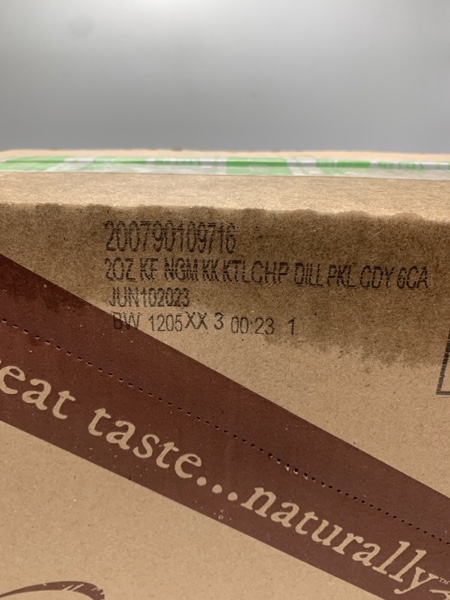 200790109716
2OZ KF NGM KK KTLCHP DILL PKL CDY 6CA
JUN102023
BW 1205XX 3 00:23 1
eat taste...naturally™